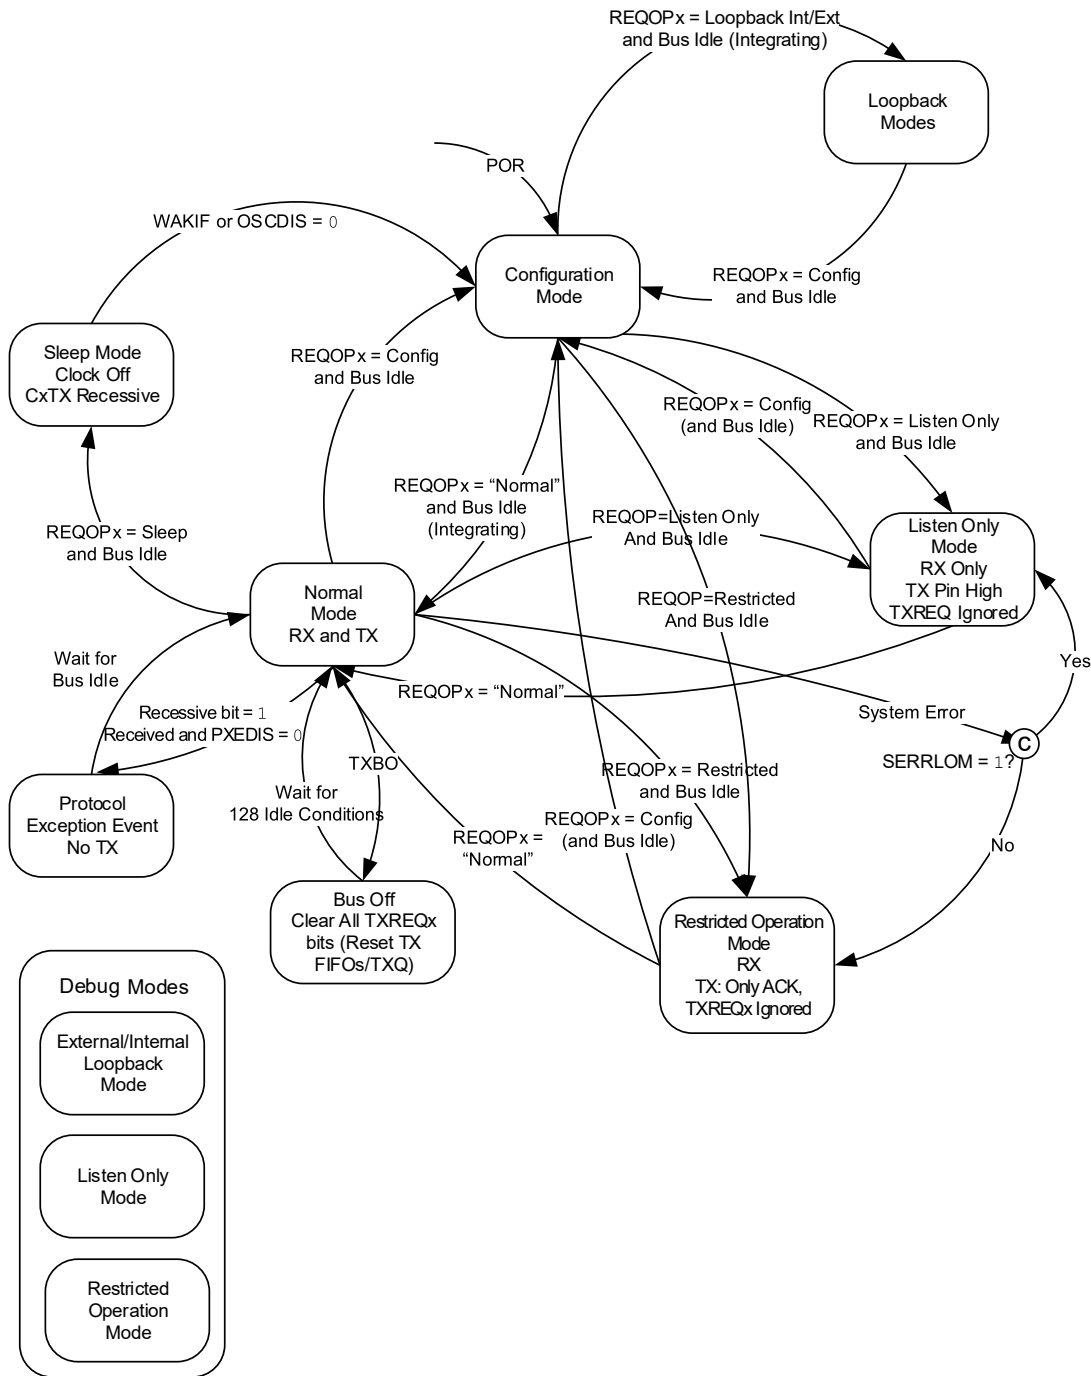 REQOPx = Loopback Int/Ext
and Bus Idle (Integrating)
Loopback
Modes
POR
WAKIF or OSCDIS = 0
Configuration
Mode
REQOPx = Config
and Bus Idle
Sleep Mode
Clock Off
CxTX Recessive
REQOPx = Config
and Bus Idle
REQOPx = Config
(and Bus Idle)
REQOPx = Listen Only
and Bus Idle
REQOPx = “Normal”
and Bus Idle
(Integrating)
REQOP=Listen Only
And Bus Idle
Listen Only
Mode
RX Only
TX Pin High
TXREQ Ignored
REQOPx = Sleep
and Bus Idle
Normal
Mode
RX and TX
REQOP=Restricted
And Bus Idle
Wait for
Bus Idle
Yes
REQOPx = “Normal”
Recessive bit = 1
Received and PXEDIS = 0
System Error
SERRLOM = 1?
C
TXBO
Wait for
128 Idle Conditions
REQOPx = Restricted
and Bus Idle
Protocol
Exception Event
No TX
REQOPx =
“Normal”
REQOPx = Config
(and Bus Idle)
No
Bus Off
Clear All TXREQx
bits (Reset TX
FIFOs/TXQ)
Restricted Operation
Mode
RX
TX: Only ACK,
TXREQx Ignored
Debug Modes
External/Internal
Loopback
Mode
Listen Only
Mode
Restricted
Operation
Mode